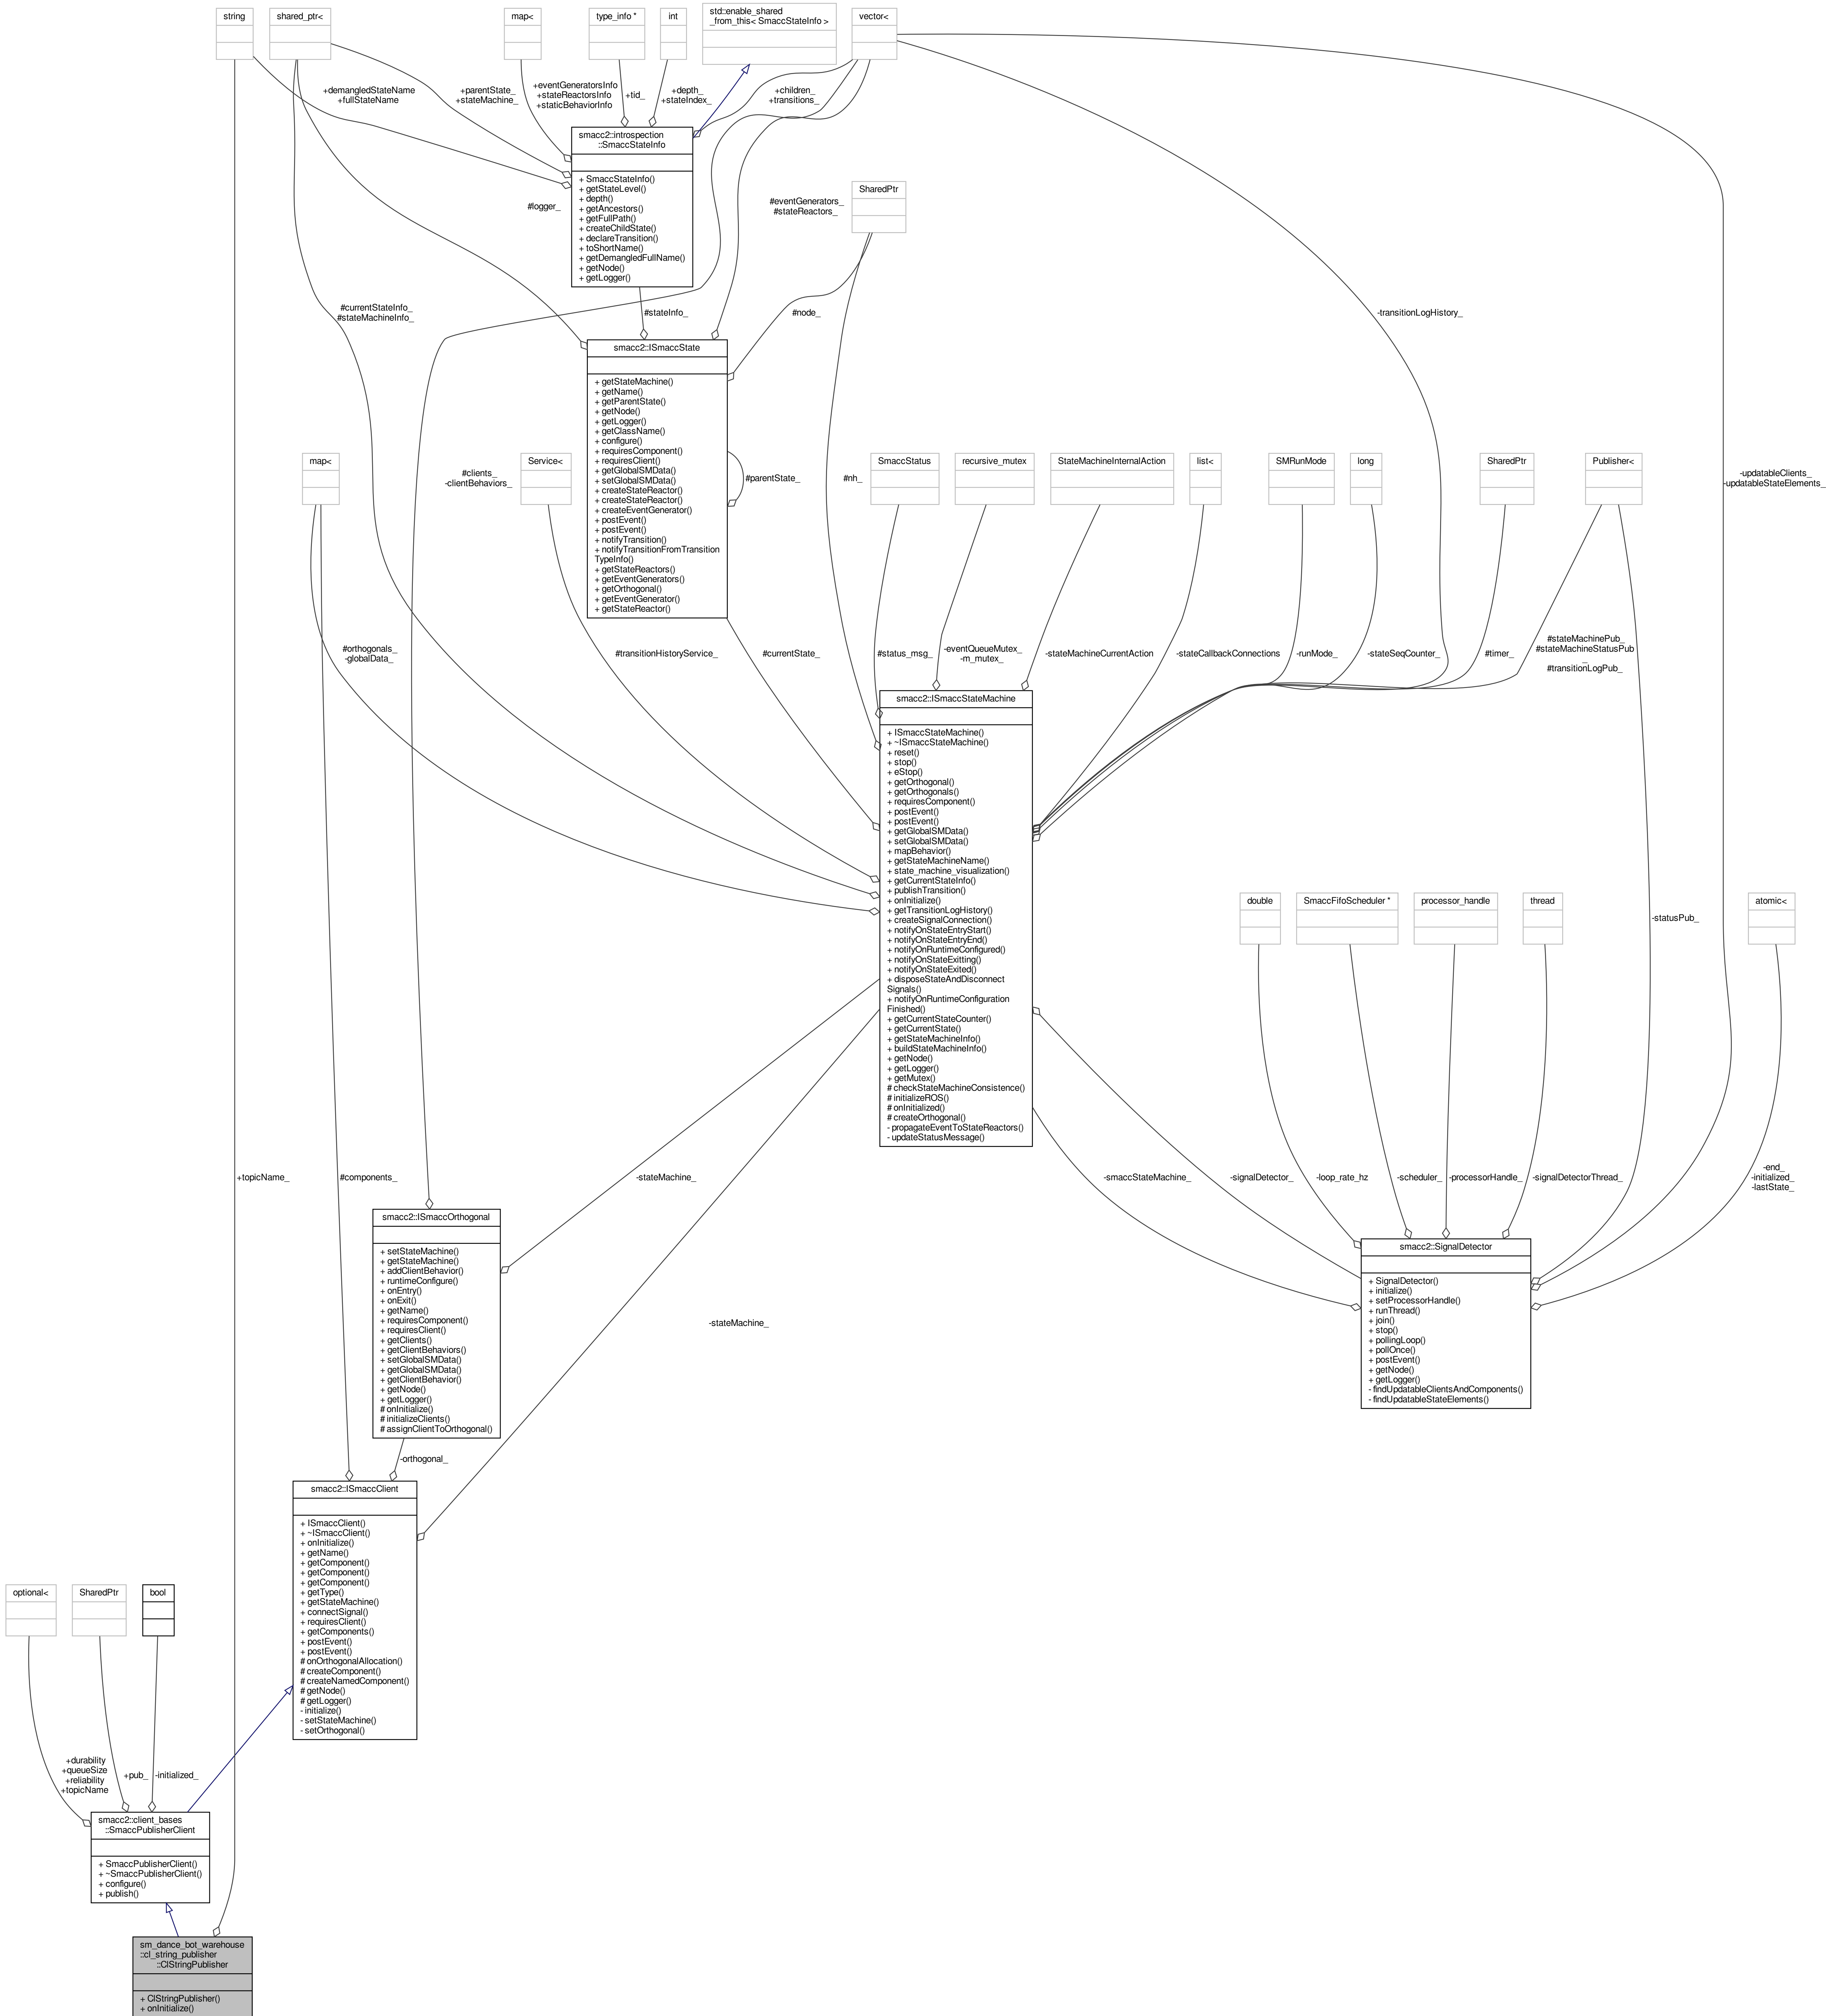 string
shared_ptr<
map<
type_info *
int
std::enable_shared
_from_this< SmaccStateInfo >
vector<
+demangledStateName
+fullStateName
+parentState_
+stateMachine_
+eventGeneratorsInfo
+stateReactorsInfo
+staticBehaviorInfo
+tid_
+depth_
+stateIndex_
+children_
+transitions_
smacc2::introspection
::SmaccStateInfo
+ SmaccStateInfo()
+ getStateLevel()
+ depth()
+ getAncestors()
+ getFullPath()
+ createChildState()
+ declareTransition()
+ toShortName()
+ getDemangledFullName()
+ getNode()
+ getLogger()
SharedPtr
#logger_
#eventGenerators_
#stateReactors_
#currentStateInfo_
#stateMachineInfo_
#stateInfo_
#node_
-transitionLogHistory_
smacc2::ISmaccState
+ getStateMachine()
+ getName()
+ getParentState()
+ getNode()
+ getLogger()
+ getClassName()
+ configure()
+ requiresComponent()
+ requiresClient()
+ getGlobalSMData()
+ setGlobalSMData()
+ createStateReactor()
+ createStateReactor()
+ createEventGenerator()
+ postEvent()
+ postEvent()
+ notifyTransition()
+ notifyTransitionFromTransition
TypeInfo()
+ getStateReactors()
+ getEventGenerators()
+ getOrthogonal()
+ getEventGenerator()
+ getStateReactor()
#parentState_
map<
#clients_
-clientBehaviors_
Service<
#nh_
SmaccStatus
recursive_mutex
StateMachineInternalAction
list<
SMRunMode
long
SharedPtr
Publisher<
-updatableClients_
-updatableStateElements_
#orthogonals_
-globalData_
#transitionHistoryService_
#currentState_
#status_msg_
-eventQueueMutex_
-m_mutex_
-stateMachineCurrentAction
-stateCallbackConnections
-runMode_
-stateSeqCounter_
#timer_
#stateMachinePub_
#stateMachineStatusPub
_
#transitionLogPub_
smacc2::ISmaccStateMachine
+ ISmaccStateMachine()
+ ~ISmaccStateMachine()
+ reset()
+ stop()
+ eStop()
+ getOrthogonal()
+ getOrthogonals()
+ requiresComponent()
+ postEvent()
+ postEvent()
+ getGlobalSMData()
+ setGlobalSMData()
+ mapBehavior()
+ getStateMachineName()
+ state_machine_visualization()
+ getCurrentStateInfo()
+ publishTransition()
+ onInitialize()
+ getTransitionLogHistory()
+ createSignalConnection()
+ notifyOnStateEntryStart()
+ notifyOnStateEntryEnd()
+ notifyOnRuntimeConfigured()
+ notifyOnStateExitting()
+ notifyOnStateExited()
+ disposeStateAndDisconnect
Signals()
+ notifyOnRuntimeConfiguration
Finished()
+ getCurrentStateCounter()
+ getCurrentState()
+ getStateMachineInfo()
+ buildStateMachineInfo()
+ getNode()
+ getLogger()
+ getMutex()
# checkStateMachineConsistence()
# initializeROS()
# onInitialized()
# createOrthogonal()
- propagateEventToStateReactors()
- updateStatusMessage()
double
SmaccFifoScheduler *
processor_handle
thread
-statusPub_
atomic<
+topicName_
#components_
-stateMachine_
-smaccStateMachine_
-signalDetector_
-loop_rate_hz
-scheduler_
-processorHandle_
-signalDetectorThread_
-end_
-initialized_
-lastState_
smacc2::ISmaccOrthogonal
+ setStateMachine()
+ getStateMachine()
+ addClientBehavior()
+ runtimeConfigure()
+ onEntry()
+ onExit()
+ getName()
+ requiresComponent()
+ requiresClient()
+ getClients()
+ getClientBehaviors()
+ setGlobalSMData()
+ getGlobalSMData()
+ getClientBehavior()
+ getNode()
+ getLogger()
# onInitialize()
# initializeClients()
# assignClientToOrthogonal()
smacc2::SignalDetector
+ SignalDetector()
+ initialize()
+ setProcessorHandle()
+ runThread()
+ join()
+ stop()
+ pollingLoop()
+ pollOnce()
+ postEvent()
+ getNode()
+ getLogger()
- findUpdatableClientsAndComponents()
- findUpdatableStateElements()
-stateMachine_
-orthogonal_
smacc2::ISmaccClient
+ ISmaccClient()
+ ~ISmaccClient()
+ onInitialize()
+ getName()
+ getComponent()
+ getComponent()
+ getComponent()
+ getType()
+ getStateMachine()
+ connectSignal()
+ requiresClient()
+ getComponents()
+ postEvent()
+ postEvent()
# onOrthogonalAllocation()
# createComponent()
# createNamedComponent()
# getNode()
# getLogger()
- initialize()
- setStateMachine()
- setOrthogonal()
optional<
SharedPtr
bool
+durability
+queueSize
+reliability
+topicName
+pub_
-initialized_
smacc2::client_bases
::SmaccPublisherClient
+ SmaccPublisherClient()
+ ~SmaccPublisherClient()
+ configure()
+ publish()
sm_dance_bot_warehouse
::cl_string_publisher
::ClStringPublisher
+ ClStringPublisher()
+ onInitialize()